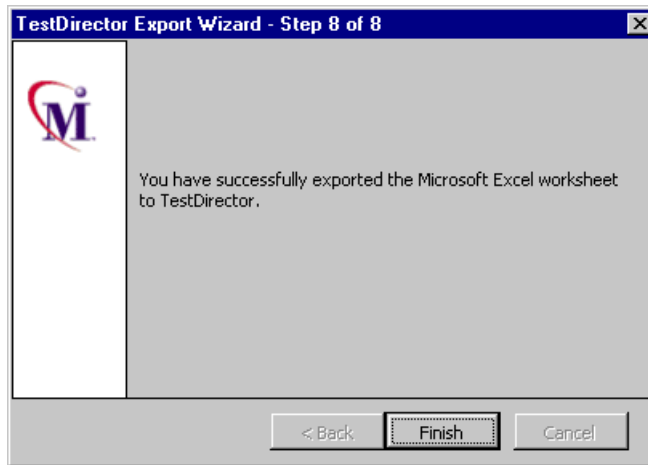 TestDirector Export Wizard - Step 8 of 8
M
You have successfully exported the Microsoft Excel worksheet
to TestDirector.
< Back
Finish
Cancel